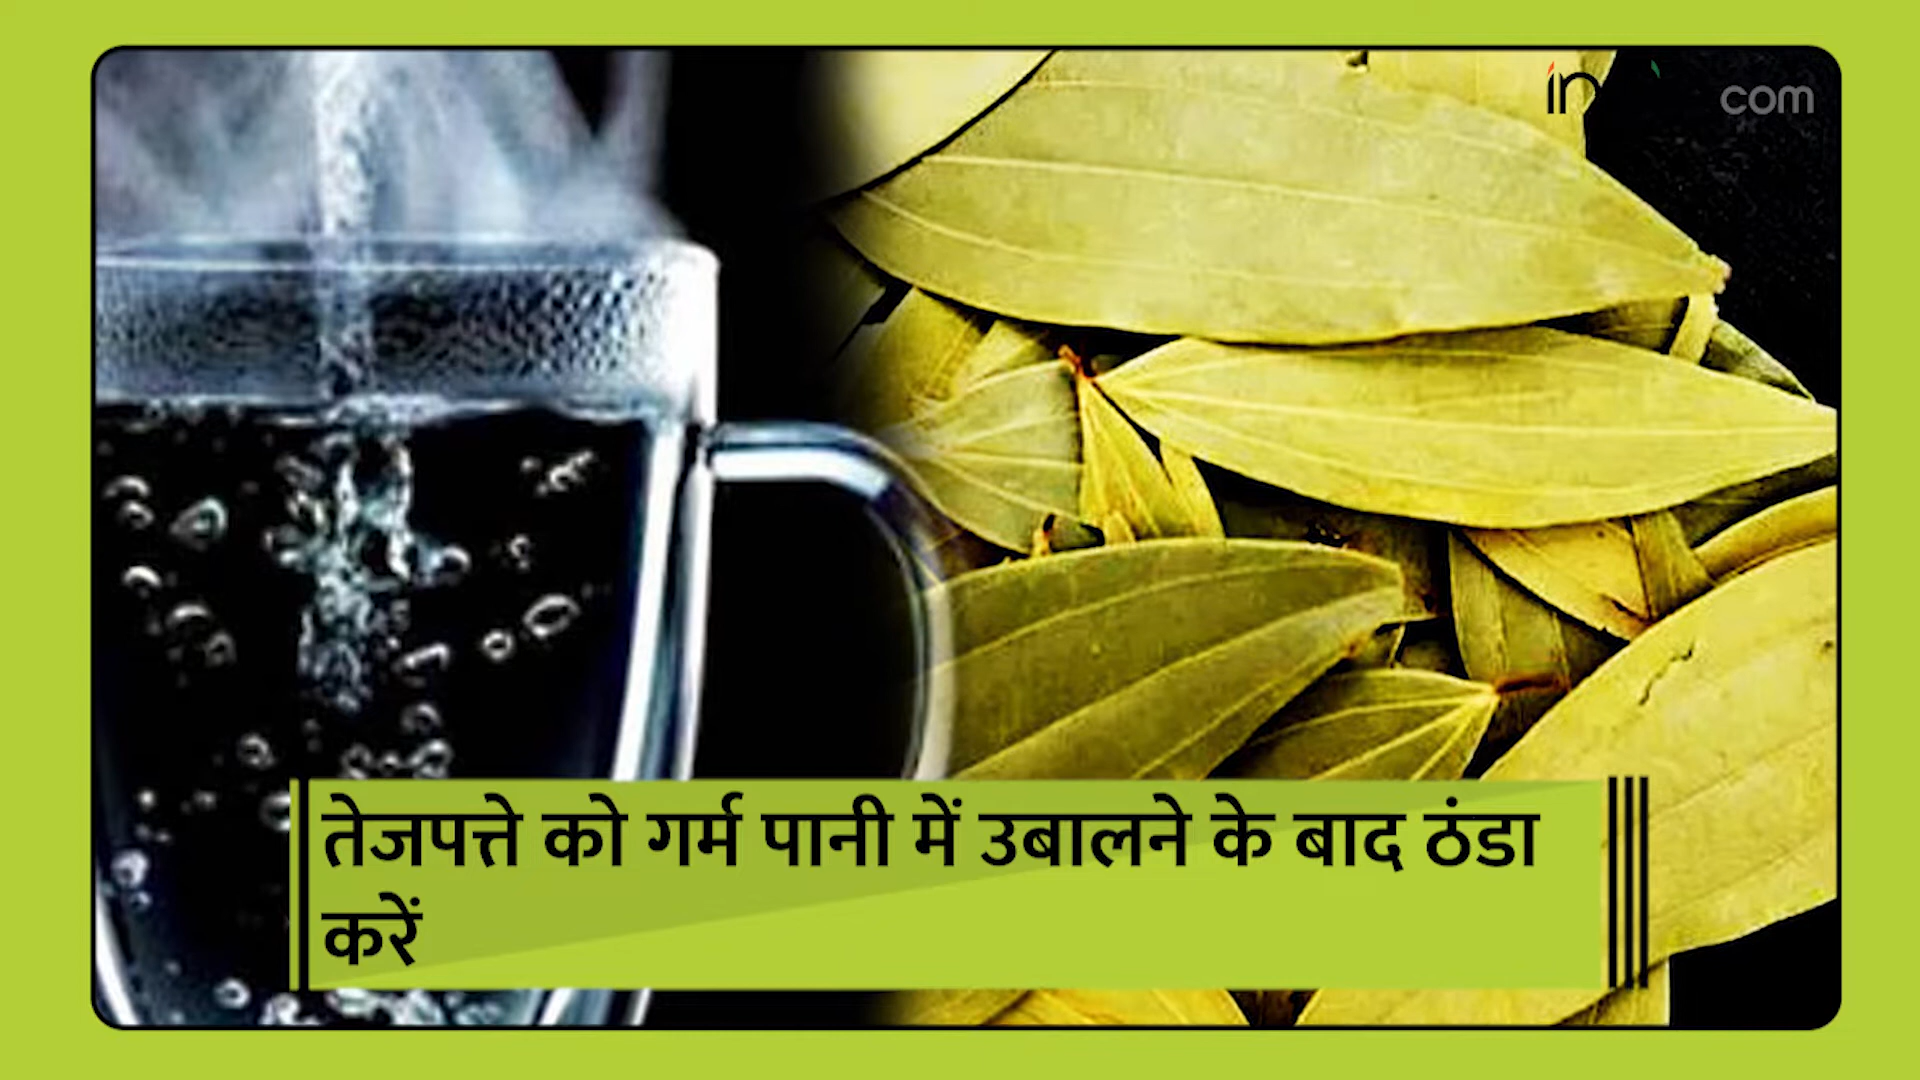 com
तेजपत्ते को गर्म पानी में उबालने के बाद ठंडा
करें